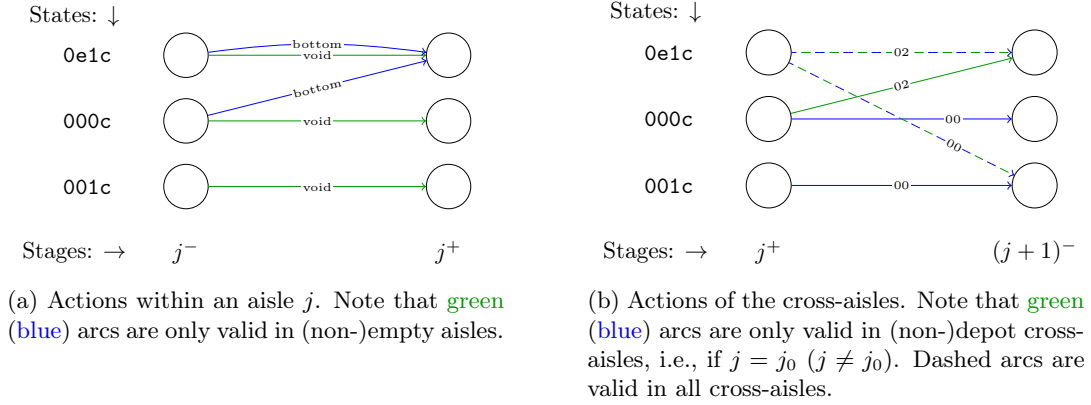 States: ↓
0e1c
000c
001c
bottom
void
bottom
void
void
Stages: → j⁻ j⁺
(a) Actions within an aisle j. Note that green
(blue) arcs are only valid in (non-)empty aisles.
States: ↓
0e1c
000c
001c
02
02
00
00
00
Stages: → j⁺ (j + 1)⁻
(b) Actions of the cross-aisles. Note that green
(blue) arcs are only valid in (non-)depot cross-
aisles, i.e., if j = j₀ (j ≠ j₀). Dashed arcs are
valid in all cross-aisles.